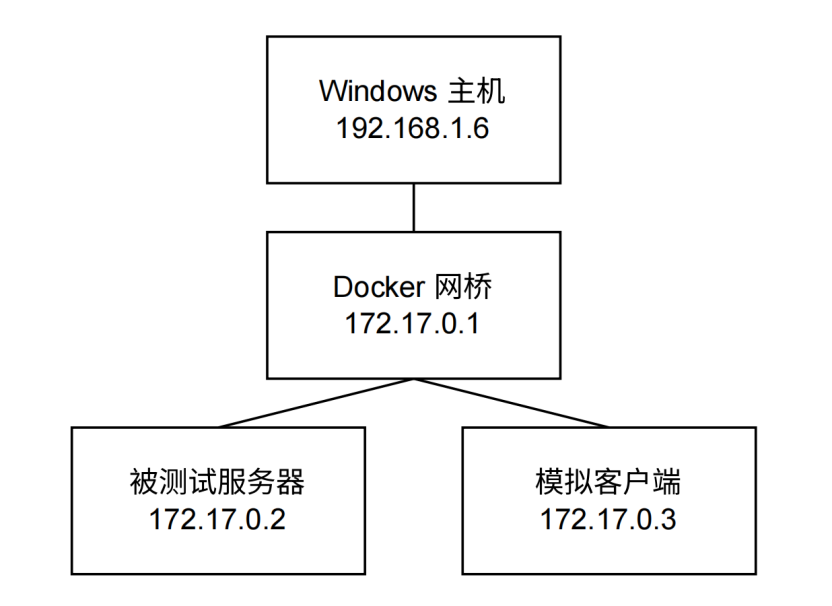 Windows 主机
192.168.1.6
Docker 网桥
172.17.0.1
被测试服务器
172.17.0.2
模拟客户端
172.17.0.3